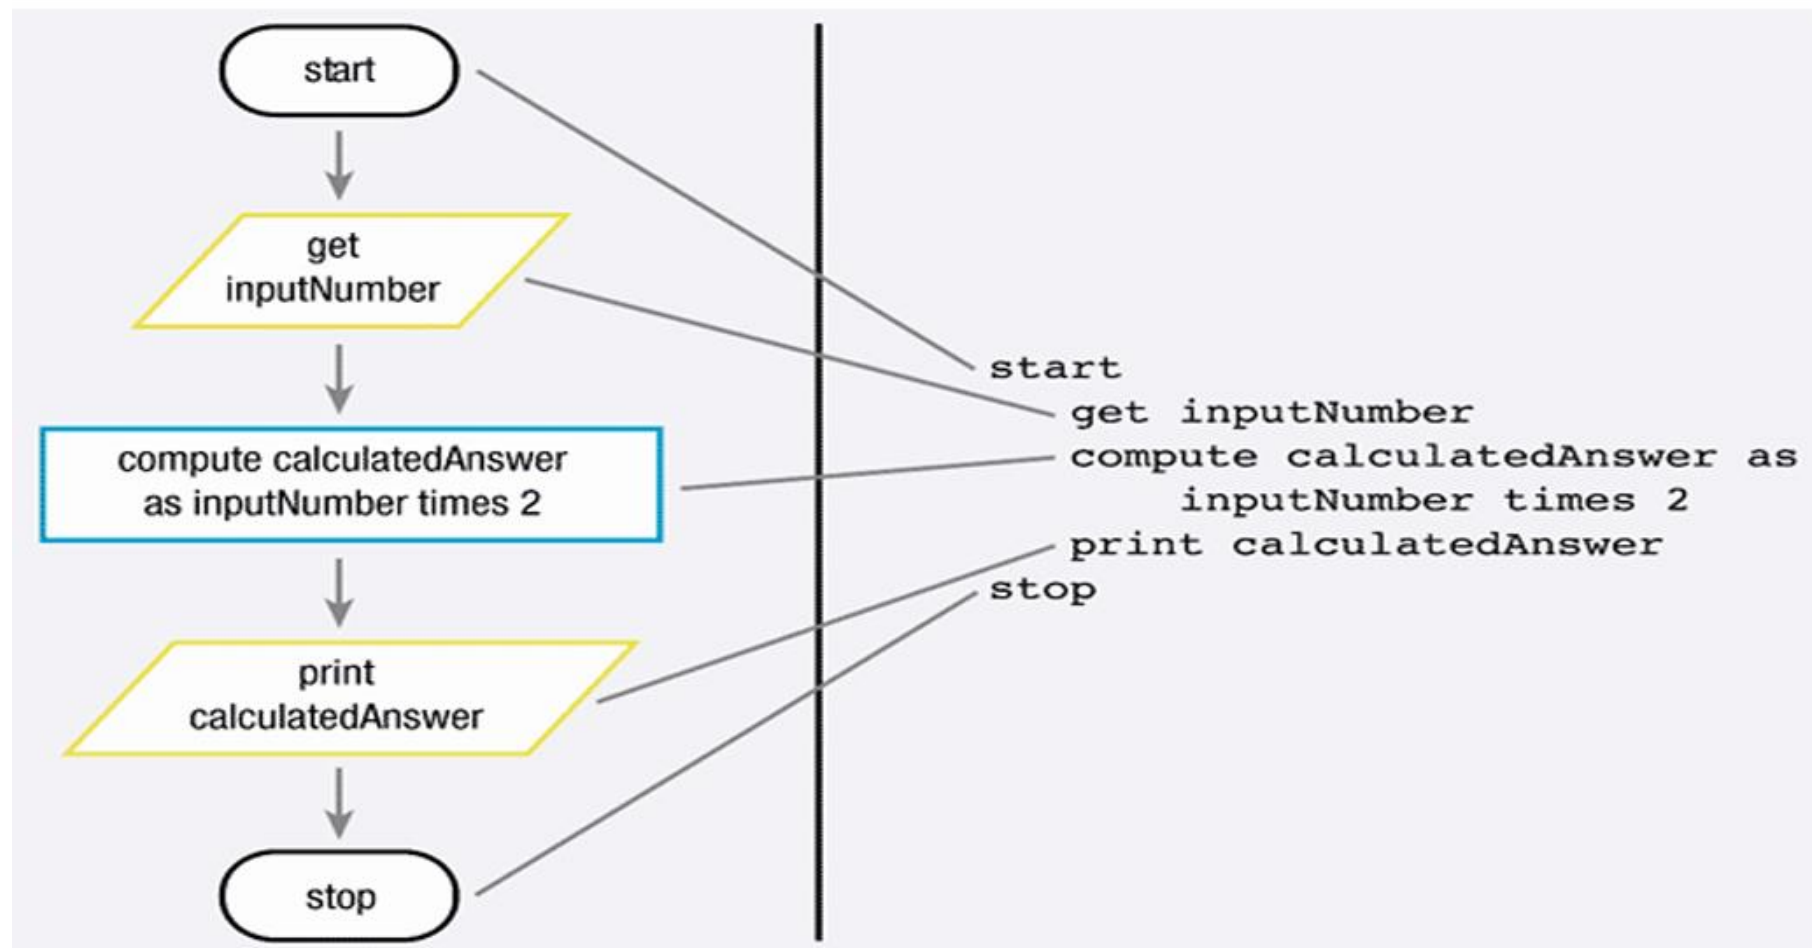 start
get
inputNumber
compute calculatedAnswer
as inputNumber times 2
print
calculatedAnswer
stop
start
get inputNumber
compute calculatedAnswer as
inputNumber times 2
print calculatedAnswer
stop